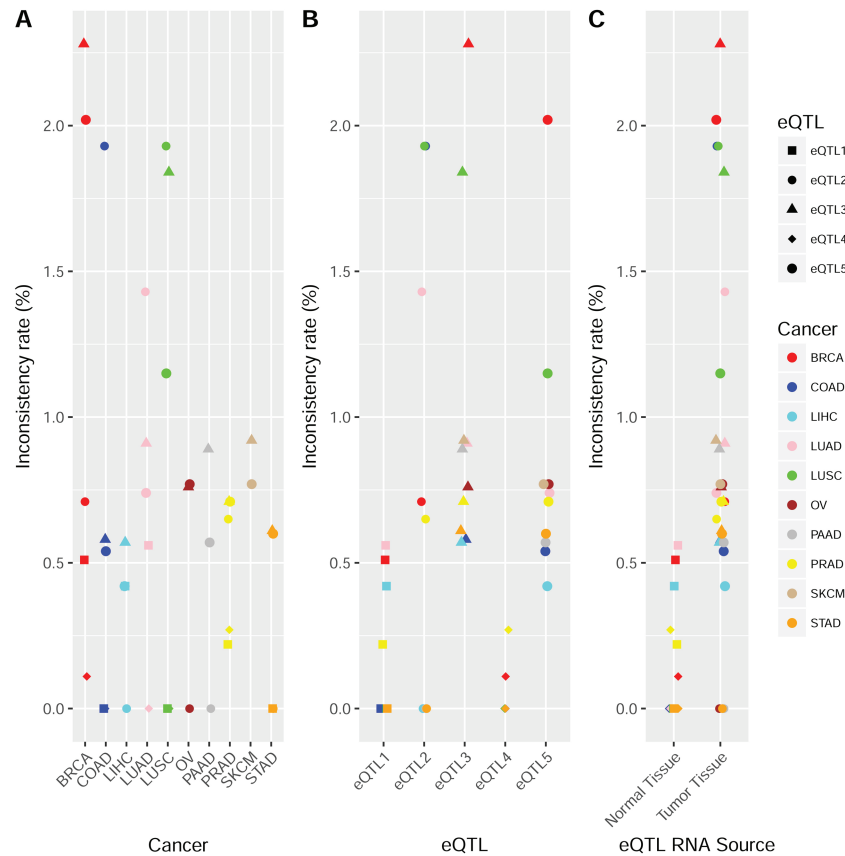 A
B
C
Inconsistency rate (%)
2.0
1.5
1.0
0.5
0.0
BRCA
COAD
LIHC
LUAD
LUSC
OV
PAAD
PRAD
SKCM
STAD
Cancer
Inconsistency rate (%)
2.0
1.5
1.0
0.5
0.0
eQTL1
eQTL2
eQTL3
eQTL4
eQTL5
eQTL
Inconsistency rate (%)
2.0
1.5
1.0
0.5
0.0
Normal Tissue
Tumor Tissue
eQTL RNA Source
eQTL
eQTL1
eQTL2
eQTL3
eQTL4
eQTL5
Cancer
BRCA
COAD
LIHC
LUAD
LUSC
OV
PAAD
PRAD
SKCM
STAD